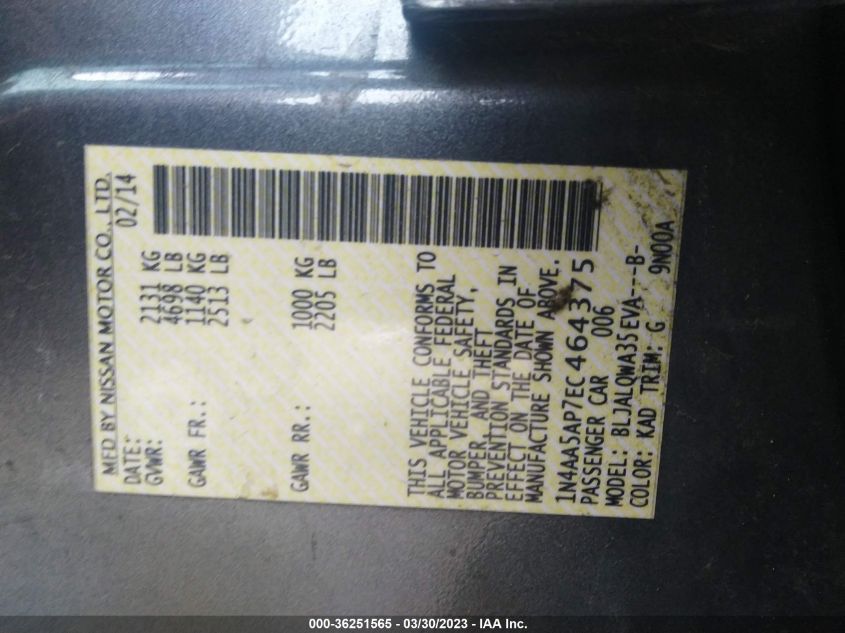 MFD BY NISSAN MOTOR CO., LTD.
DATE: 02/14
GVWR: 2131 KG
4698 LB
GAWR FR.: 1140 KG
2513 LB
GAWR RR.: 1000 KG
2205 LB
THIS VEHICLE CONFORMS TO
ALL APPLICABLE FEDERAL
MOTOR VEHICLE SAFETY,
BUMPER, AND THEFT
PREVENTION STANDARDS IN
EFFECT ON THE DATE OF
MANUFACTURE SHOWN ABOVE.
1N4AA5AP7EC464375
PASSENGER CAR 006
MODEL: BLJALQWA35EVA---B-
COLOR: KAD TRIM: G 9N00A
000-36251565 - 03/30/2023 - IAA Inc.